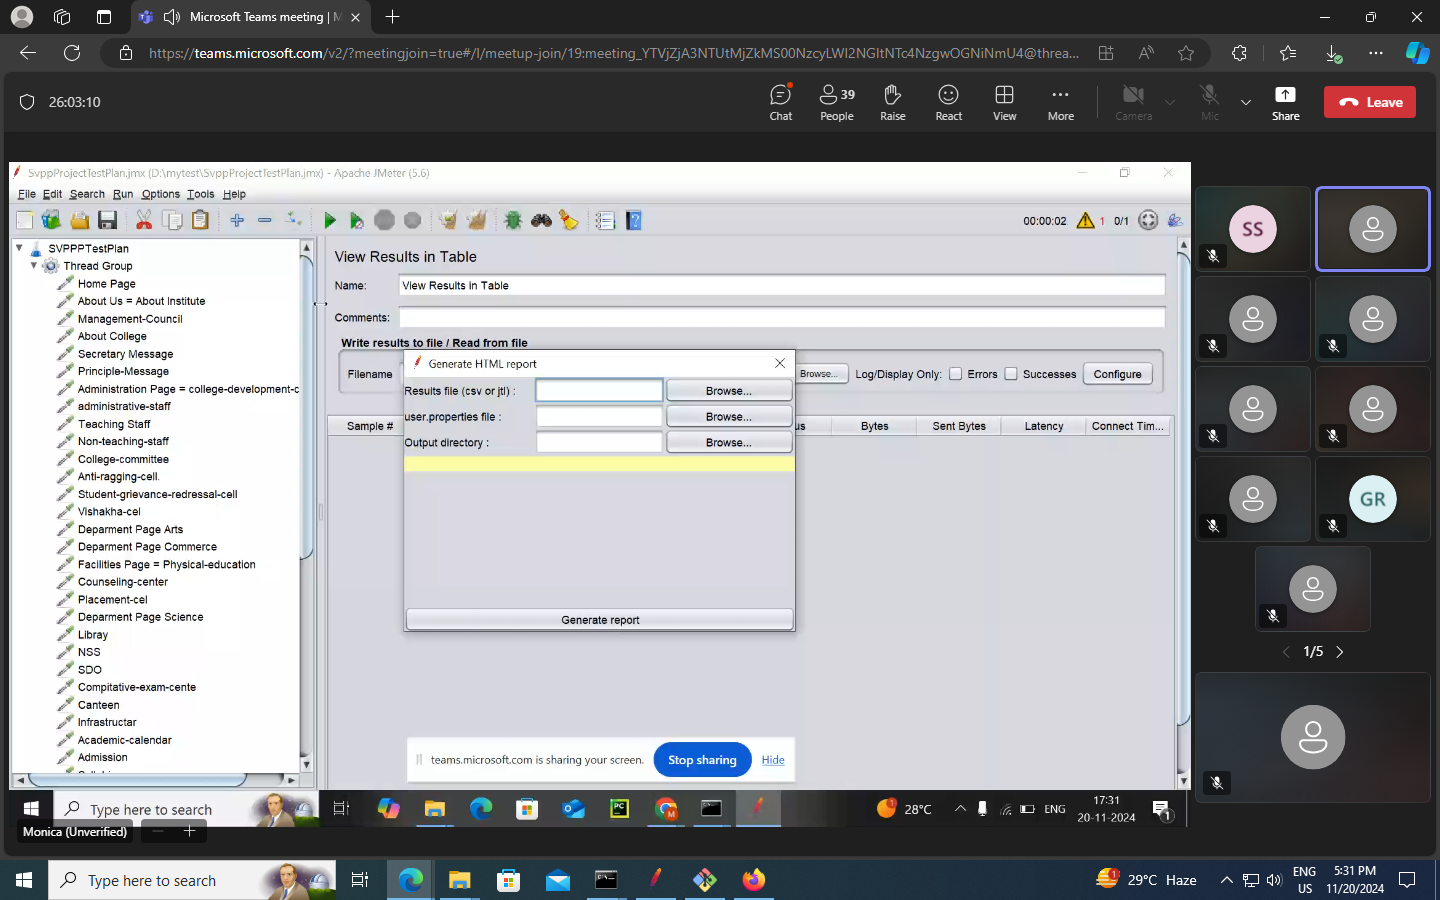 Microsoft Teams meeting | M
https://teams.microsoft.com/v2/?meetingjoin=true#/l/meetup-join/19:meeting_YTVjZjA3NTUtMjZkMS00NzcyLWI2NGItNTc4NzgwOGNiNmU4@threa...
26:03:10
Chat
39
People
Raise
React
View
More
Camera
Mic
Share
Leave
SvppProjectTestPlan.jmx (D:\mytest\SvppProjectTestPlan.jmx) - Apache JMeter (5.6)
File Edit Search Run Options Tools Help
00:00:02 1 0/1
SVPPPTestPlan
Thread Group
Home Page
About Us = About Institute
Management-Council
About College
Secretary Message
Principle-Message
Administration Page = college-development-c
administrative-staff
Teaching Staff
Non-teaching-staff
College-committee
Anti-ragging-cell.
Student-grievance-redressal-cell
Vishakha-cel
Deparment Page Arts
Deparment Page Commerce
Facilities Page = Physical-education
Counseling-center
Placement-cel
Deparment Page Science
Libray
NSS
SDO
Compitative-exam-cente
Canteen
Infrastructar
Academic-calendar
Admission
View Results in Table
Name: View Results in Table
Comments:
Write results to file / Read from file
Filename Browse... Log/Display Only: Errors Successes Configure
Sample # us Bytes Sent Bytes Latency Connect Tim...
Generate HTML report
Results file (csv or jtl) : Browse...
user.properties file : Browse...
Output directory : Browse...
Generate report
teams.microsoft.com is sharing your screen. Stop sharing Hide
SS
GR
1/5
Type here to search
PC
M
28°C
ENG
17:31
20-11-2024
1
Monica (Unverified)
Type here to search
1
29°C Haze
ENG
US
5:31 PM
11/20/2024